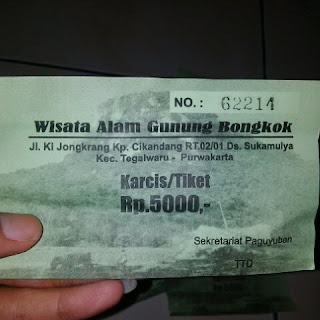 NO.: 62214
Wisata Alam Gunung Bongkok
Jl. Ki Jongkrang Kp. Cikandang RT.02/01 Ds. Sukamulya
Kec. Tegalwaru - Purwakarta
Karcis/Tiket
Rp.5000,-
Sekretariat Paguyuban
TTD